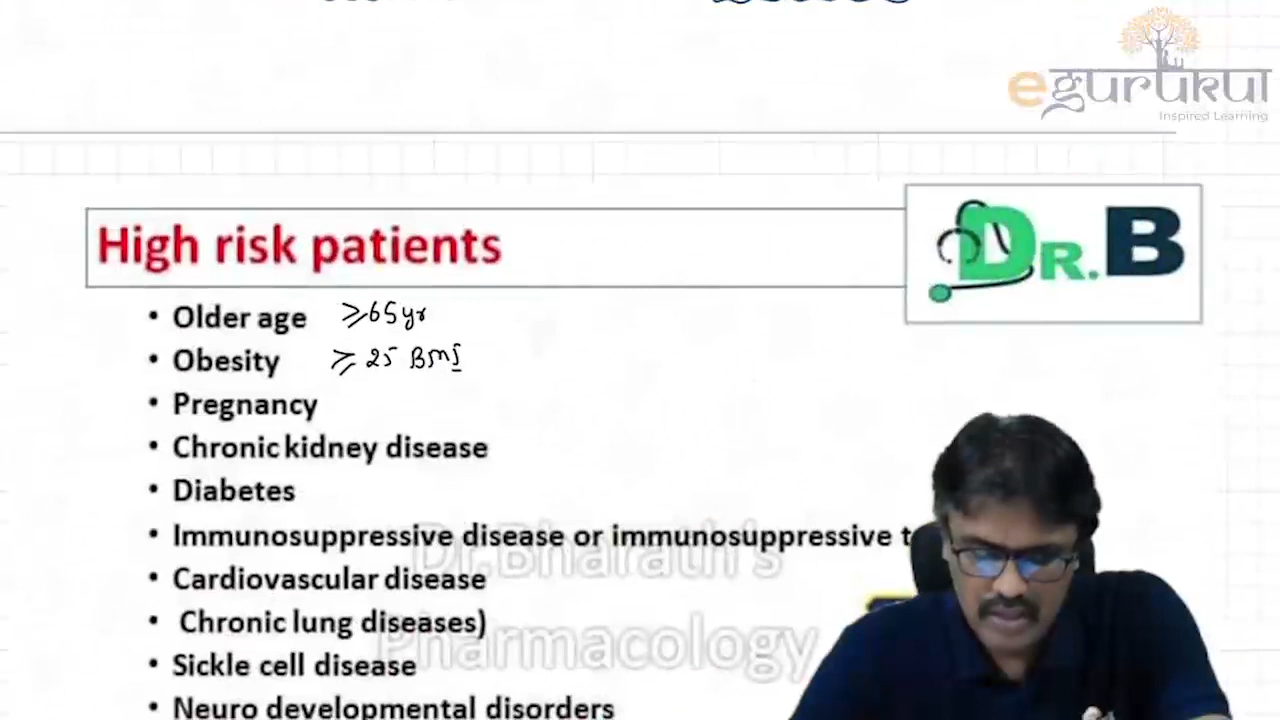 egurukul
Inspired Learning
DR.B
High risk patients
• Older age ≥65yr
• Obesity ≥ 25 BMI
• Pregnancy
• Chronic kidney disease
• Diabetes
• Immunosuppressive disease or immunosuppressive t
• Cardiovascular disease
• Chronic lung diseases)
• Sickle cell disease
• Neuro developmental disorders
Dr.Bharath's
Pharmacology